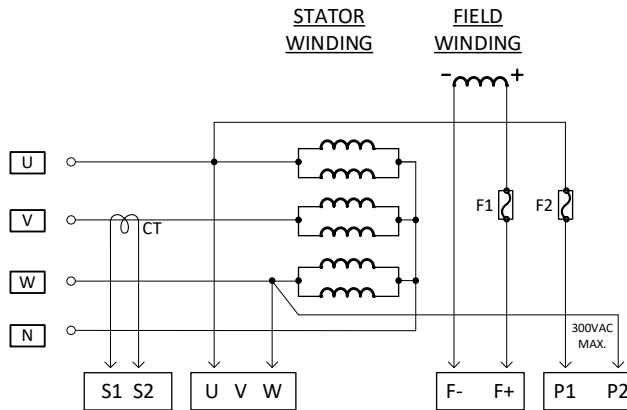 STATOR
WINDING
FIELD
WINDING
- +
U
V
CT
W
N
F1
F2
300VAC
MAX.
S1 S2
U V W
F- F+
P1 P2